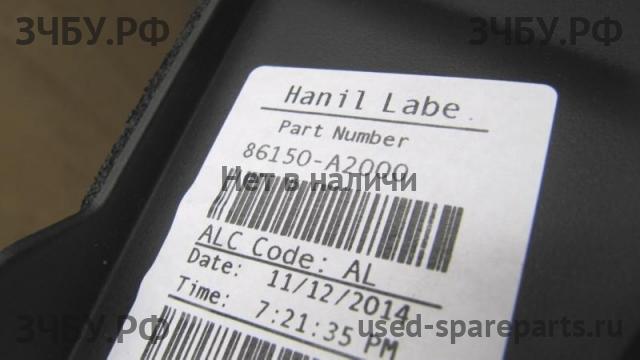 ЗЧБУ.РФ
ЗЧБУ.РФ
Hanil Labe
Part Number
86150-A2000
Нет в наличи
ALC Code: AL
Date: 11/12/2014
Time: 7:21:35 PM
ЗЧБУ.РФ
used-spareparts.ru